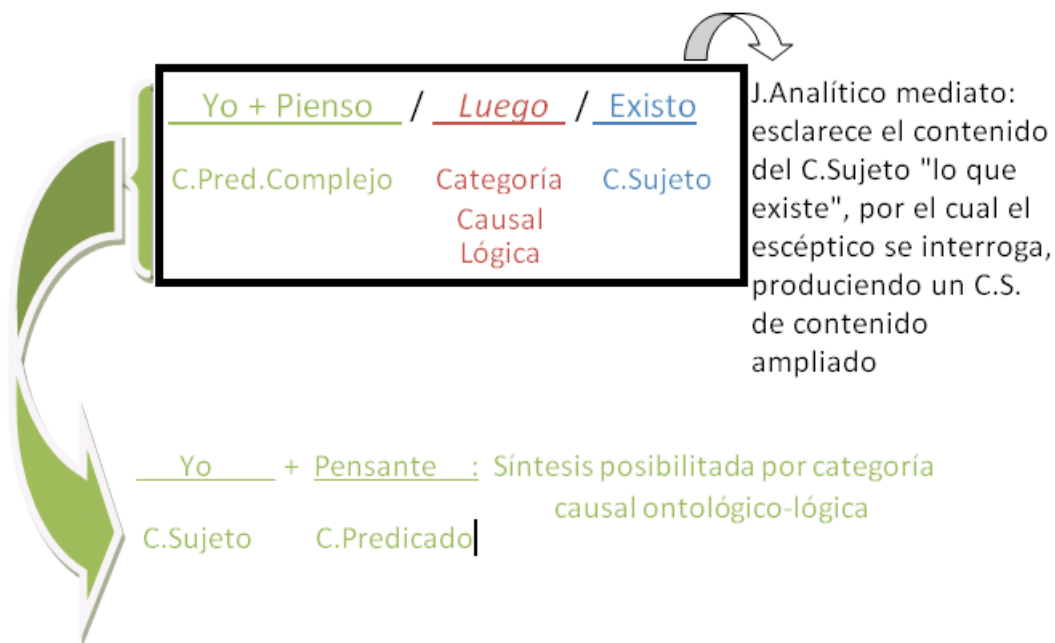 Yo + Pienso / Luego / Existo
C.Pred.Complejo Categoría C.Sujeto
Causal
Lógica
J.Analítico mediato:
esclarece el contenido
del C.Sujeto "lo que
existe", por el cual el
escéptico se interroga,
produciendo un C.S.
de contenido
ampliado
Yo + Pensante : Síntesis posibilitada por categoría
causal ontológico-lógica
C.Sujeto C.Predicado